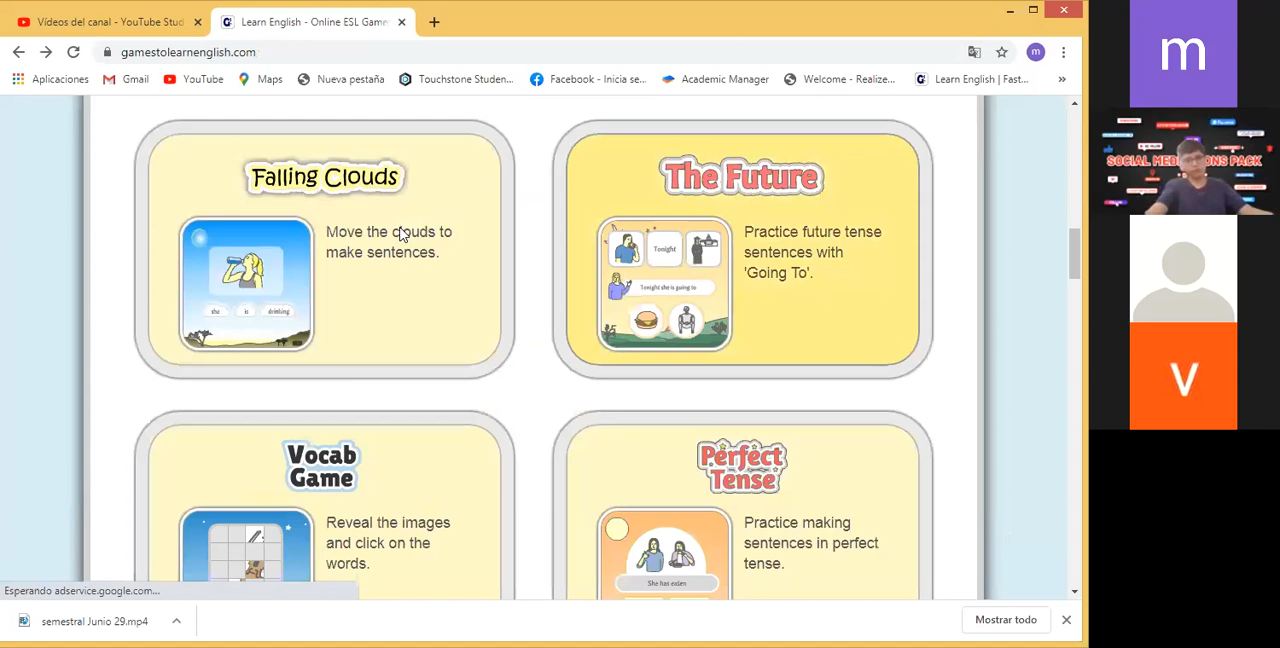 Vídeos del canal - YouTube Stud
Learn English - Online ESL Game
gamestolearnenglish.com
m
Aplicaciones
Gmail
YouTube
Maps
Nueva pestaña
Touchstone Studen...
Facebook - Inicia se...
Academic Manager
Welcome - Realize...
Learn English | Fast...
»
Falling Clouds
Move the clouds to
make sentences.
she
is
drinking
The Future
Practice future tense
sentences with
'Going To'.
Tonight
Tonight she is going to
Vocab
Game
Reveal the images
and click on the
words.
Perfect
Tense
Practice making
sentences in perfect
tense.
She has eaten
Esperando adservice.google.com...
semestral Junio 29.mp4
Mostrar todo
m
SOCIAL MEDIA ICONS PACK
V